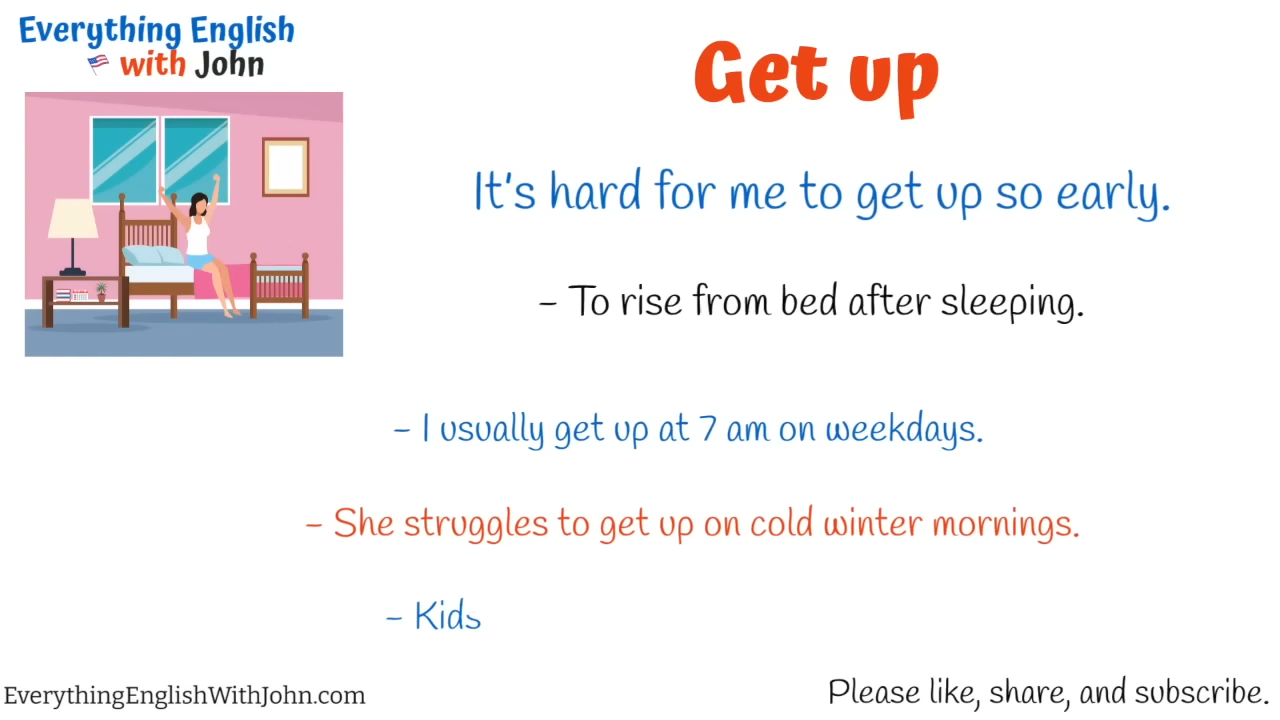 Everything English
with John
Get up
It's hard for me to get up so early.
- To rise from bed after sleeping.
- I usually get up at 7 am on weekdays.
- She struggles to get up on cold winter mornings.
- Kids
EverythingEnglishWithJohn.com
Please like, share, and subscribe.